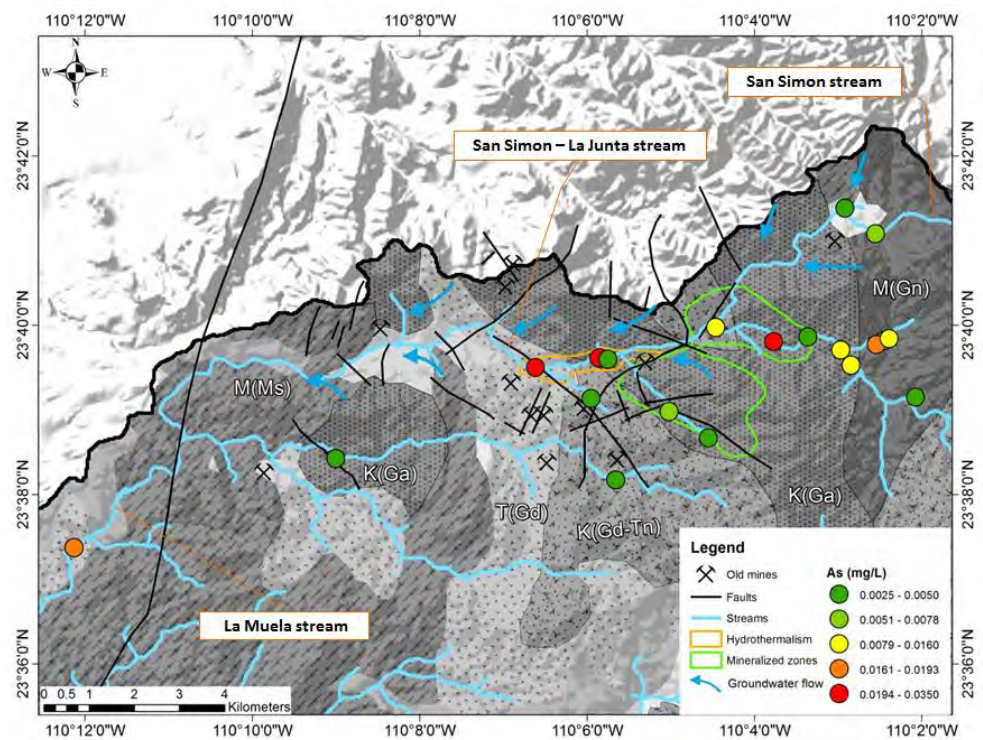 110°12'0"W 110°10'0"W 110°8'0"W 110°6'0"W 110°4'0"W 110°2'0"W
N
W E
S
San Simon stream
San Simon – La Junta stream
23°42'0"N 23°42'0"N
M(Gn)
23°40'0"N 23°40'0"N
M(Ms)
K(Ga)
23°38'0"N 23°38'0"N
K(Ga)
T(Gd)
K(Gd-Tn)
La Muela stream
23°36'0"N 23°36'0"N
Legend
Old mines
Faults
Streams
Hydrothermalism
Mineralized zones
Groundwater flow
As (mg/L)
0.0025 - 0.0050
0.0051 - 0.0078
0.0079 - 0.0160
0.0161 - 0.0193
0.0194 - 0.0350
0 0.5 1 2 3 4
Kilometers
110°12'0"W 110°10'0"W 110°8'0"W 110°6'0"W 110°4'0"W 110°2'0"W